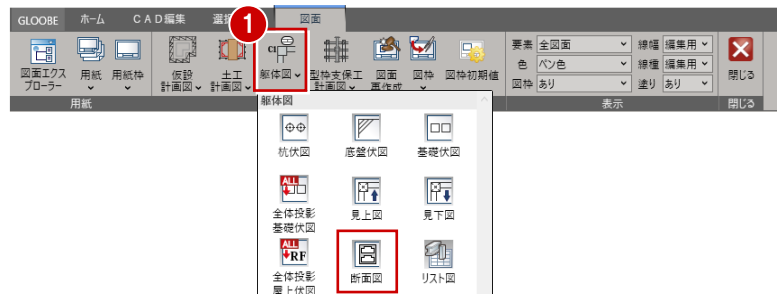 GLOOBE ホーム CAD編集 選択 図面
1
図面エクス
プローラー
用紙
用紙枠
仮設
計画図
土工
計画図
躯体図
型枠支保工
計画図
図面
再作成
図枠
図枠初期値
要素 全図面 線幅 編集用
色 ペン色 線種 編集用
図枠 あり 塗り あり
閉じる
用紙 表示 閉じる
躯体図
杭伏図 底盤伏図 基礎伏図
ALL
全体投影
基礎伏図
見上図 見下図
ALL
RF
全体投影
屋上伏図
断面図 リスト図